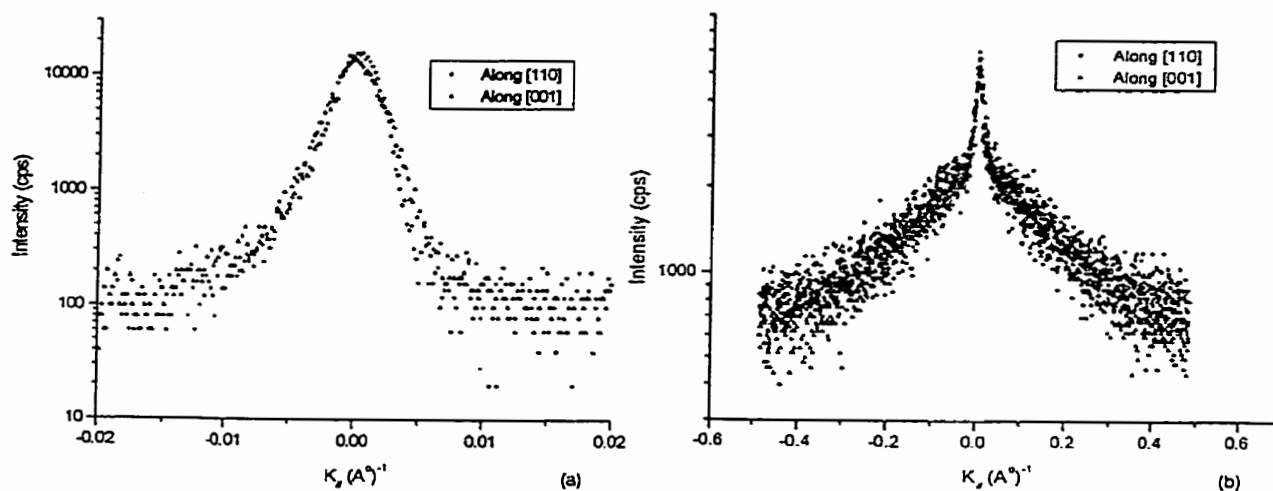 10000
1000
100
10
Intensity (cps)
Along [110]
Along [001]
-0.02
-0.01
0.00
0.01
0.02
K// (A°)⁻¹
(a)
1000
Intensity (cps)
Along [110]
Along [001]
-0.6
-0.4
-0.2
0.0
0.2
0.4
0.6
K// (A°)⁻¹
(b)